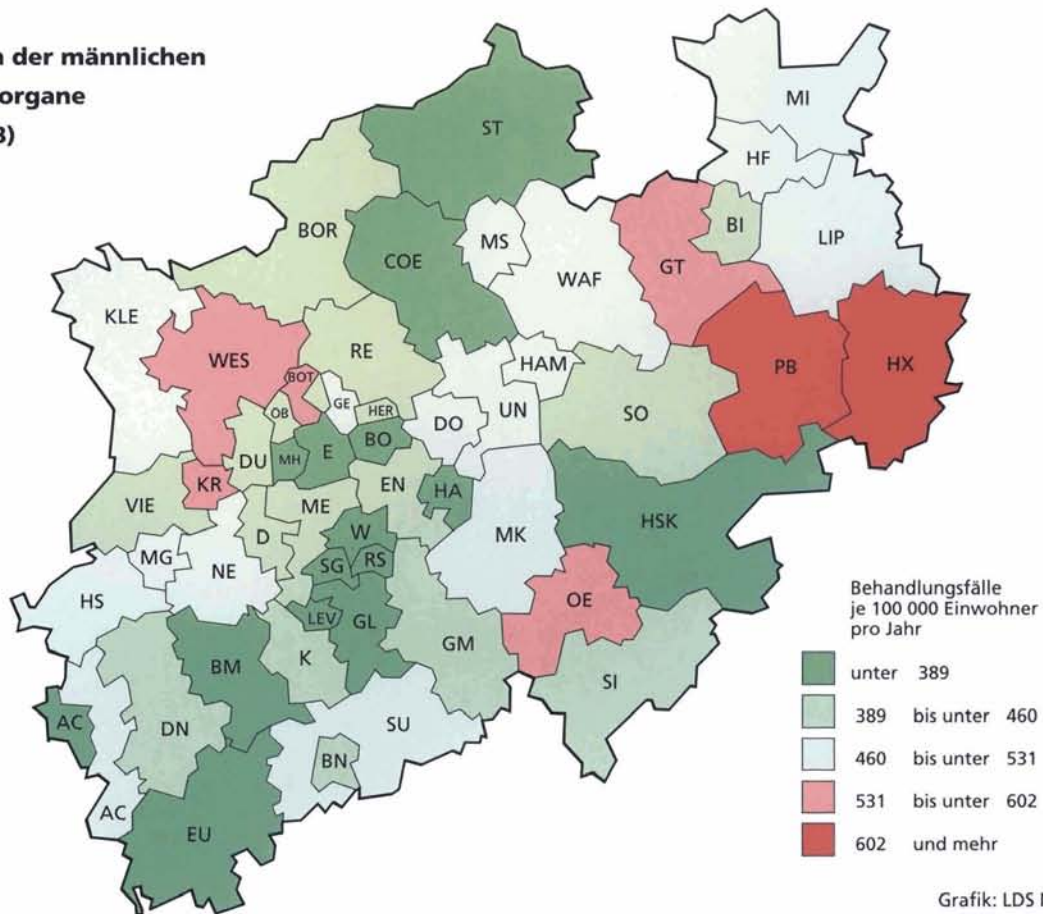 n der männlichen
organe
3)
ST
MI
HF
BOR
MS
BI
LIP
COE
WAF
GT
KLE
WES
RE
HAM
PB
HX
BOT
GE
OB
HER
DO
UN
SO
DU
MH
E
BO
KR
EN
HA
VIE
ME
HSK
D
W
MK
MG
NE
SG
RS
HS
OE
LEV
GL
K
GM
BM
SI
AC
DN
SU
BN
AC
EU
Behandlungsfälle
je 100 000 Einwohner
pro Jahr
unter 389
389 bis unter 460
460 bis unter 531
531 bis unter 602
602 und mehr
Grafik: LDS